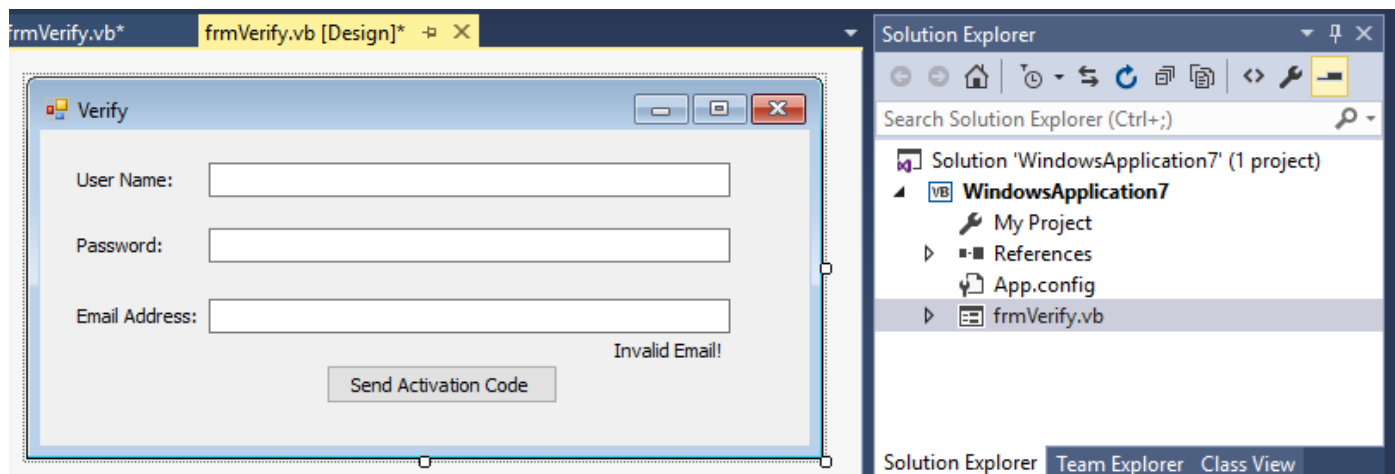 frmVerify.vb*
frmVerify.vb [Design]*
Verify
User Name:
Password:
Email Address:
Invalid Email!
Send Activation Code
Solution Explorer
Search Solution Explorer (Ctrl+;)
Solution 'WindowsApplication7' (1 project)
VB WindowsApplication7
My Project
References
App.config
frmVerify.vb
Solution Explorer Team Explorer Class View